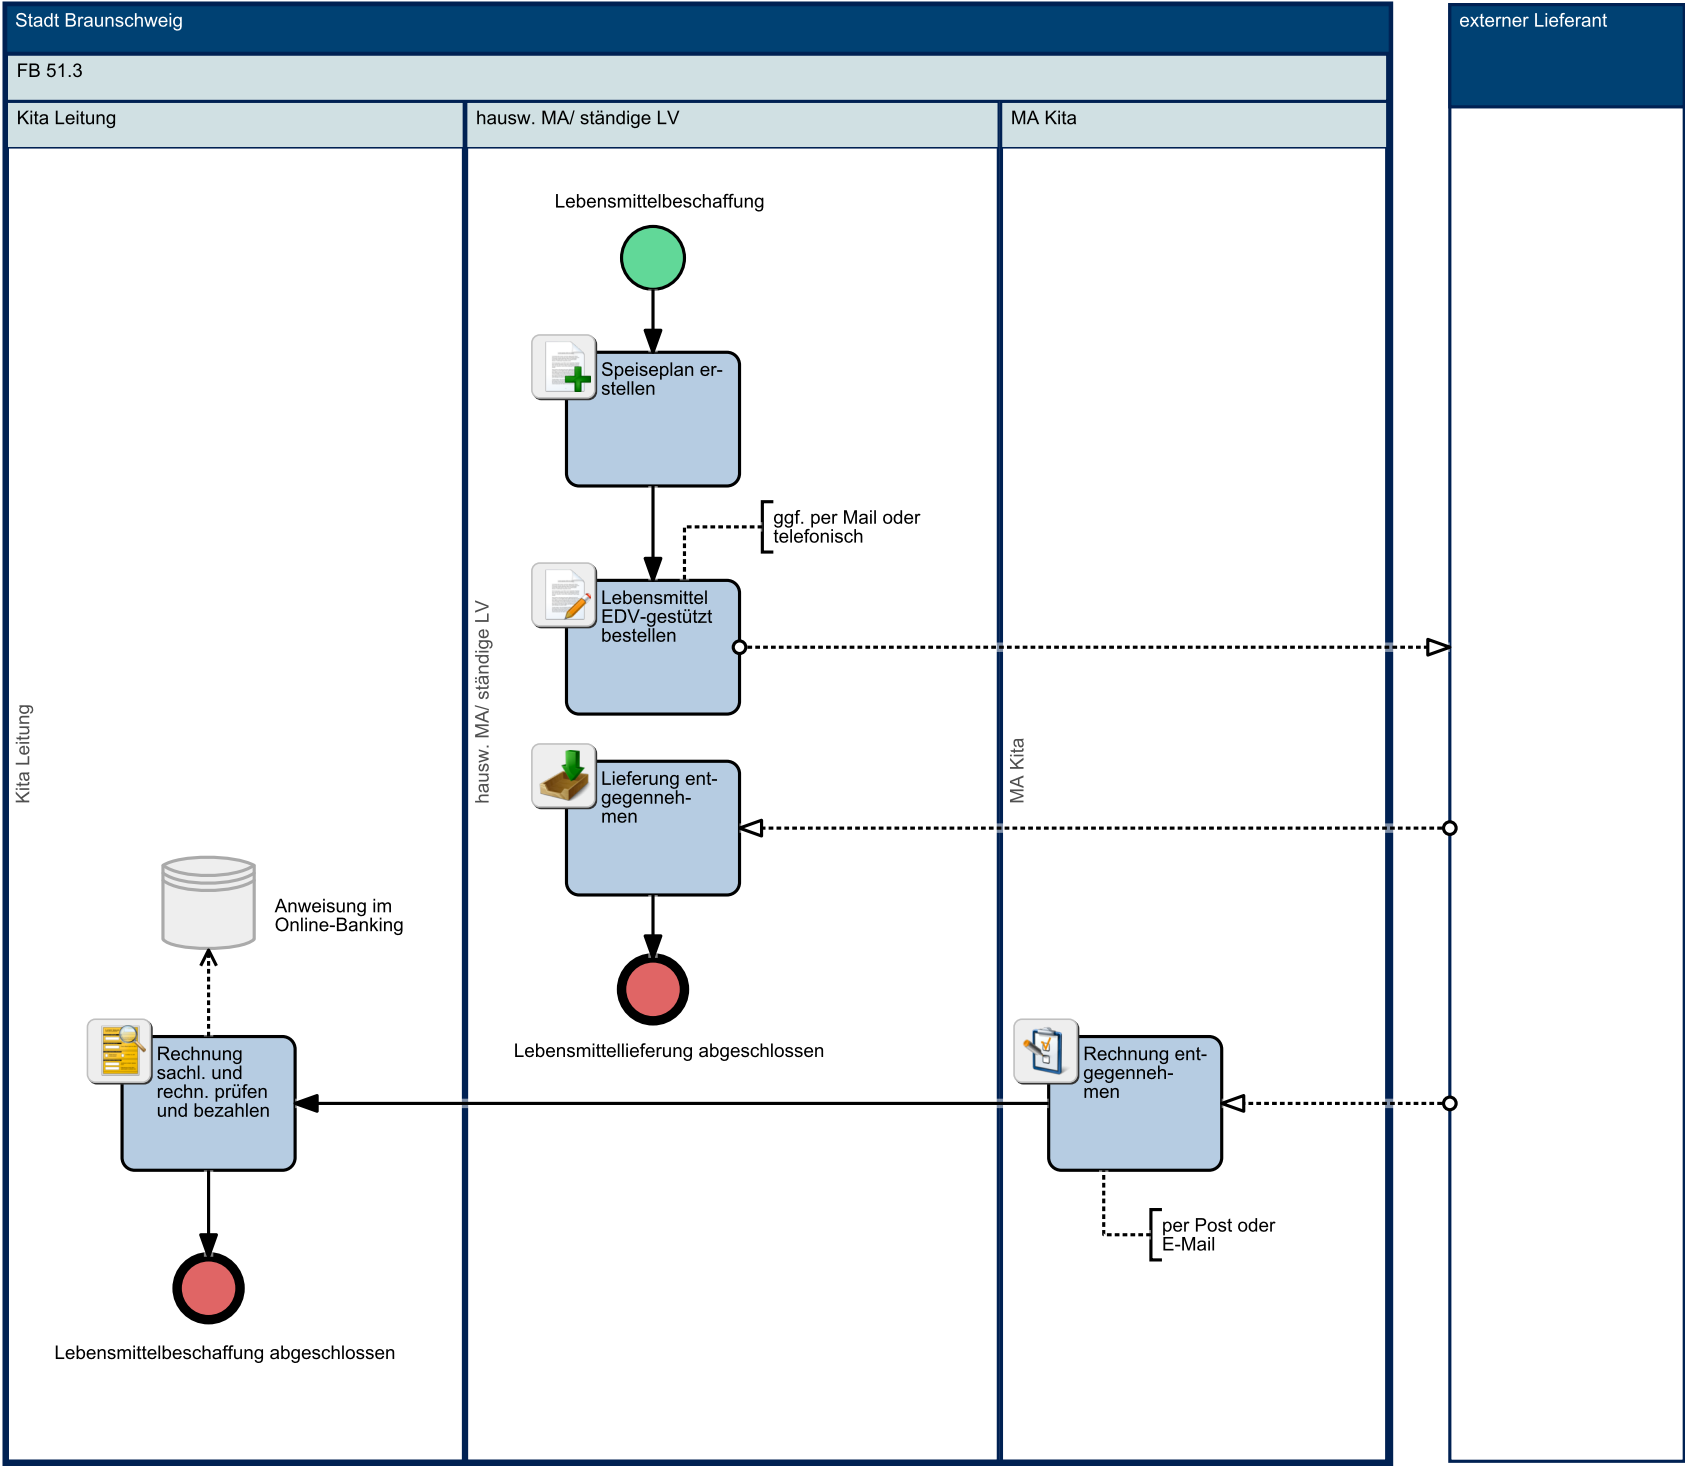 Stadt Braunschweig
externer Lieferant
FB 51.3
Kita Leitung
hausw. MA/ ständige LV
MA Kita
Lebensmittelbeschaffung
Speiseplan er-
stellen
ggf. per Mail oder
telefonisch
Lebensmittel
EDV-gestützt
bestellen
Kita Leitung
hausw. MA/ ständige LV
MA Kita
Lieferung ent-
gegenneh-
men
Anweisung im
Online-Banking
Lebensmittellieferung abgeschlossen
Rechnung
sachl. und
rechn. prüfen
und bezahlen
Rechnung ent-
gegenneh-
men
per Post oder
E-Mail
Lebensmittelbeschaffung abgeschlossen